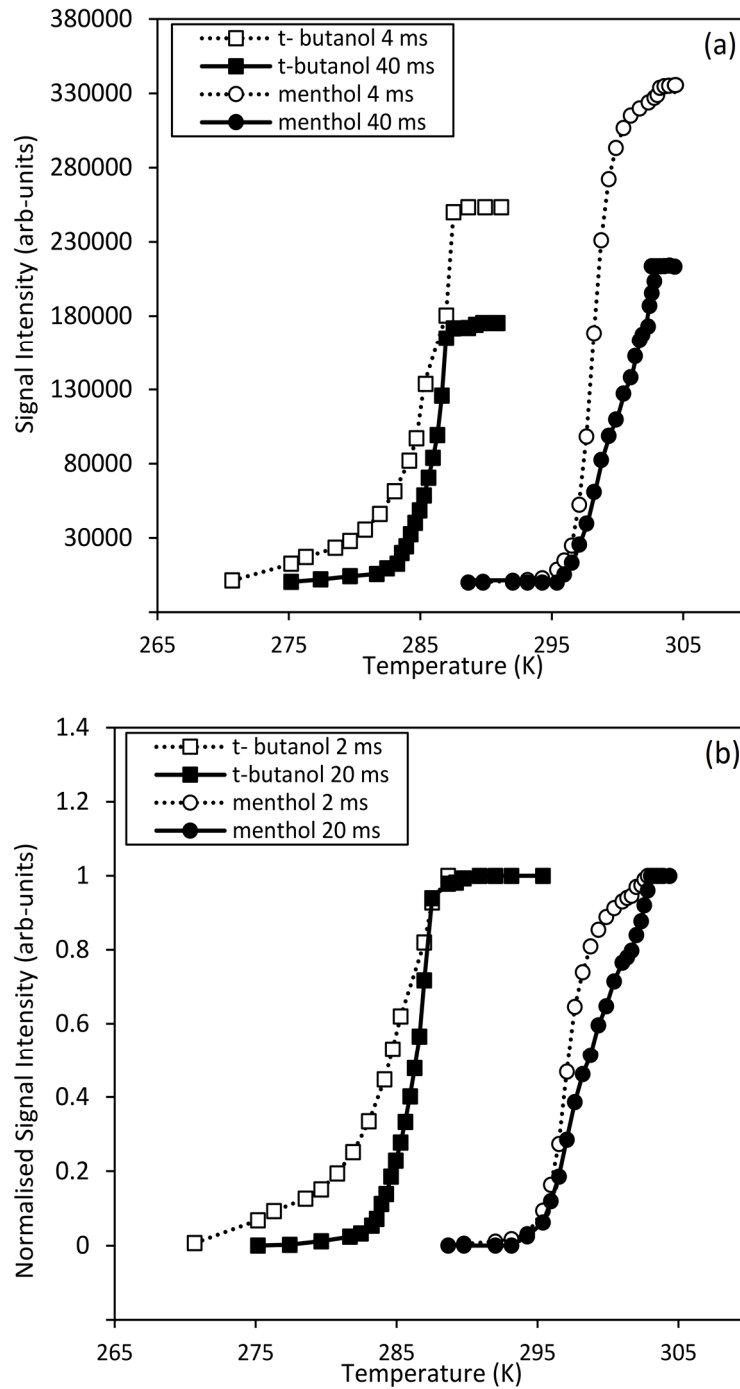 380000
330000
280000
230000
180000
130000
80000
30000
Signal Intensity (arb-units)
t- butanol 4 ms
t-butanol 40 ms
menthol 4 ms
menthol 40 ms
(a)
265
275
285
295
305
Temperature (K)
1.4
1.2
1
0.8
0.6
0.4
0.2
0
Normalised Signal Intensity (arb-units)
t- butanol 2 ms
t-butanol 20 ms
menthol 2 ms
menthol 20 ms
(b)
265
275
285
295
305
Temperature (K)